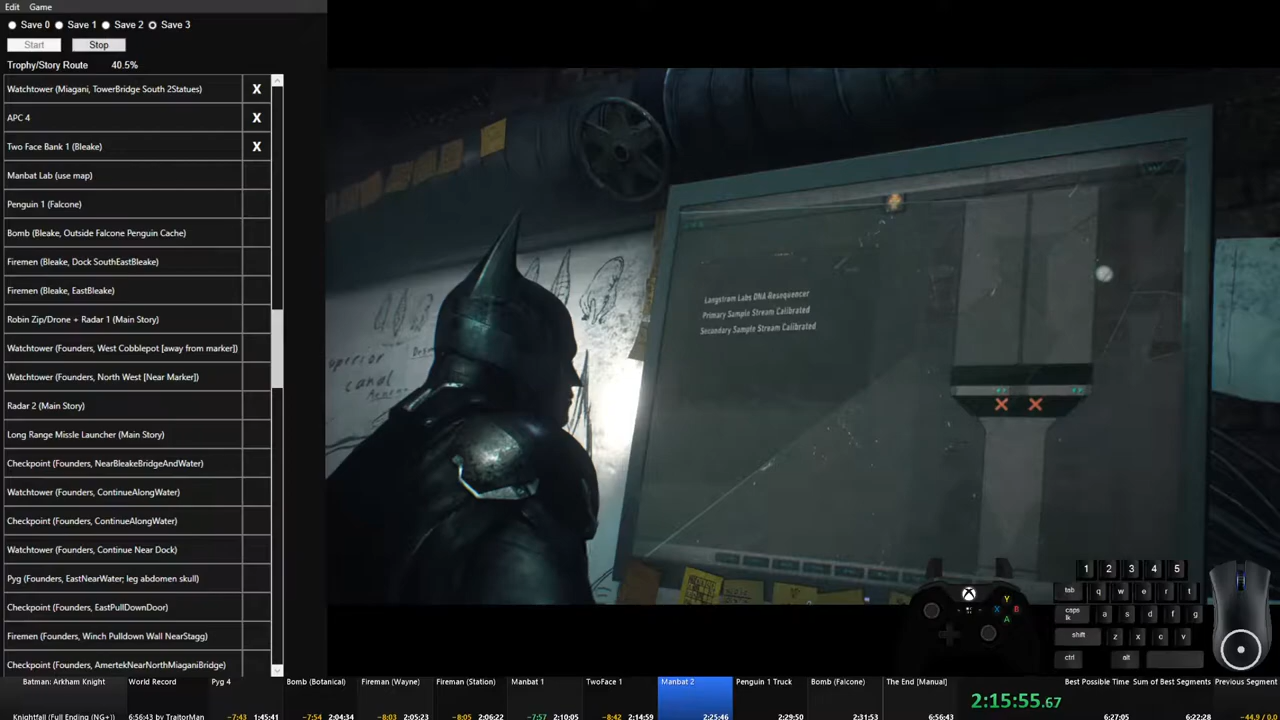 Edit Game
Save 0 Save 1 Save 2 Save 3
Start Stop
Trophy/Story Route 40.5%
Watchtower (Miagani, TowerBridge South 2Statues) X
APC 4 X
Two Face Bank 1 (Bleake) X
Manbat Lab (use map)
Penguin 1 (Falcone)
Bomb (Bleake, Outside Falcone Penguin Cache)
Firemen (Bleake, Dock SouthEastBleake)
Firemen (Bleake, EastBleake)
Robin Zip/Drone + Radar 1 (Main Story)
Watchtower (Founders, West Cobblepot [away from marker])
Watchtower (Founders, North West [Near Marker])
Radar 2 (Main Story)
Long Range Missle Launcher (Main Story)
Checkpoint (Founders, NearBleakeBridgeAndWater)
Watchtower (Founders, ContinueAlongWater)
Checkpoint (Founders, ContinueAlongWater)
Watchtower (Founders, Continue Near Dock)
Pyg (Founders, EastNearWater; leg abdomen skull)
Checkpoint (Founders, EastPullDownDoor)
Firemen (Founders, Winch Pulldown Wall NearStagg)
Checkpoint (Founders, AmertekNearNorthMiaganiBridge)
Langstrom Labs DNA Resequencer
Primary Sample Stream Calibrated
Secondary Sample Stream Calibrated
superior
canal
Y
X B
A
1 2 3 4 5
tab q w e r t
caps lk a s d f g
shift z x c v
ctrl alt
Batman: Arkham Knight World Record Pyg 4 Bomb (Botanical) Fireman (Wayne) Fireman (Station) Manbat 1 TwoFace 1 Manbat 2 Penguin 1 Truck Bomb (Falcone) The End [Manual] 2:15:55.67 Best Possible Time Sum of Best Segments Previous Segment
Knightfall (Full Ending (NG+)) 6:56:43 by TraitorMan -7:43 1:45:41 -7:54 2:04:34 -8:03 2:05:23 -8:05 2:06:22 -7:57 2:10:05 -8:42 2:14:59 2:25:46 2:29:50 2:31:53 6:56:43 6:27:05 6:22:28 -44.9